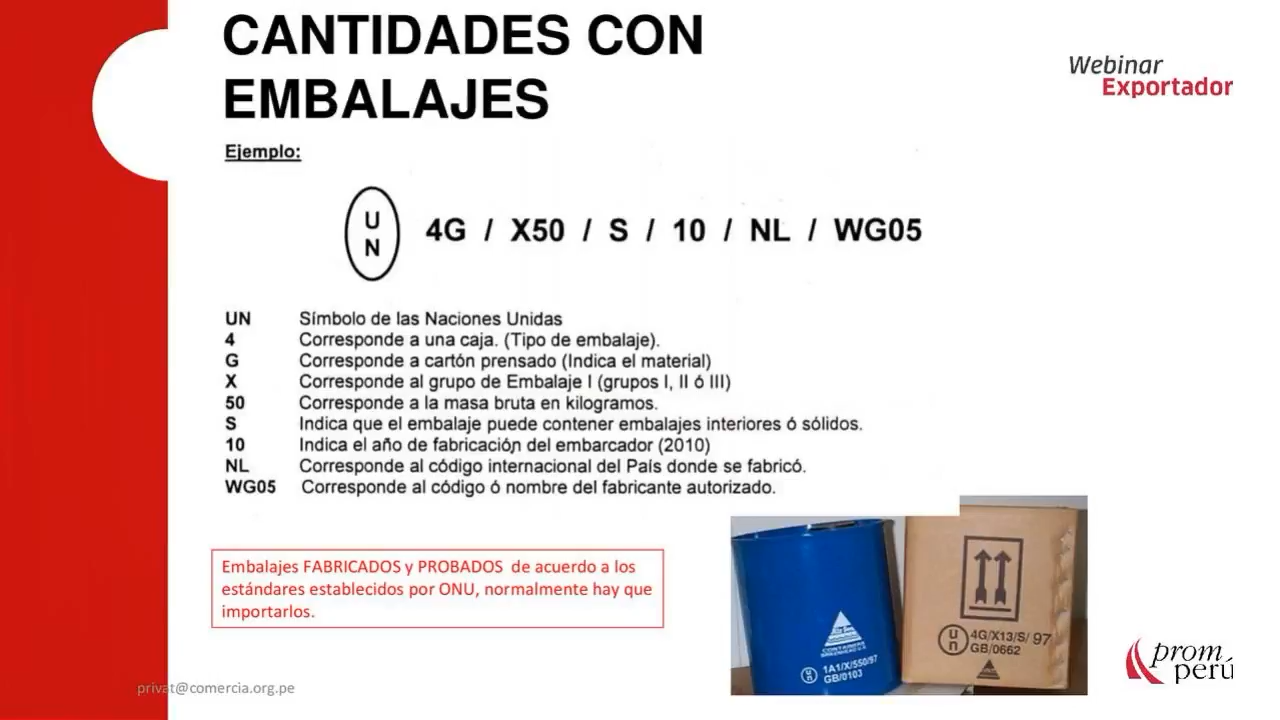 CANTIDADES CON
EMBALAJES
Webinar
Exportador
Ejemplo:
U
N
4G / X50 / S / 10 / NL / WG05
UN Símbolo de las Naciones Unidas
4 Corresponde a una caja. (Tipo de embalaje).
G Corresponde a cartón prensado (Indica el material)
X Corresponde al grupo de Embalaje I (grupos I, II ó III)
50 Corresponde a la masa bruta en kilogramos.
S Indica que el embalaje puede contener embalajes interiores ó sólidos.
10 Indica el año de fabricación del embarcador (2010)
NL Corresponde al código internacional del País donde se fabricó.
WG05 Corresponde al código ó nombre del fabricante autorizado.
Embalajes FABRICADOS y PROBADOS de acuerdo a los
estándares establecidos por ONU, normalmente hay que
importarlos.
CONTAINERS
u
n
1A1/X/550/97
GB/0103
u
n
4G/X13/S/ 97
GB/0662
prom
perú
privat@comercia.org.pe